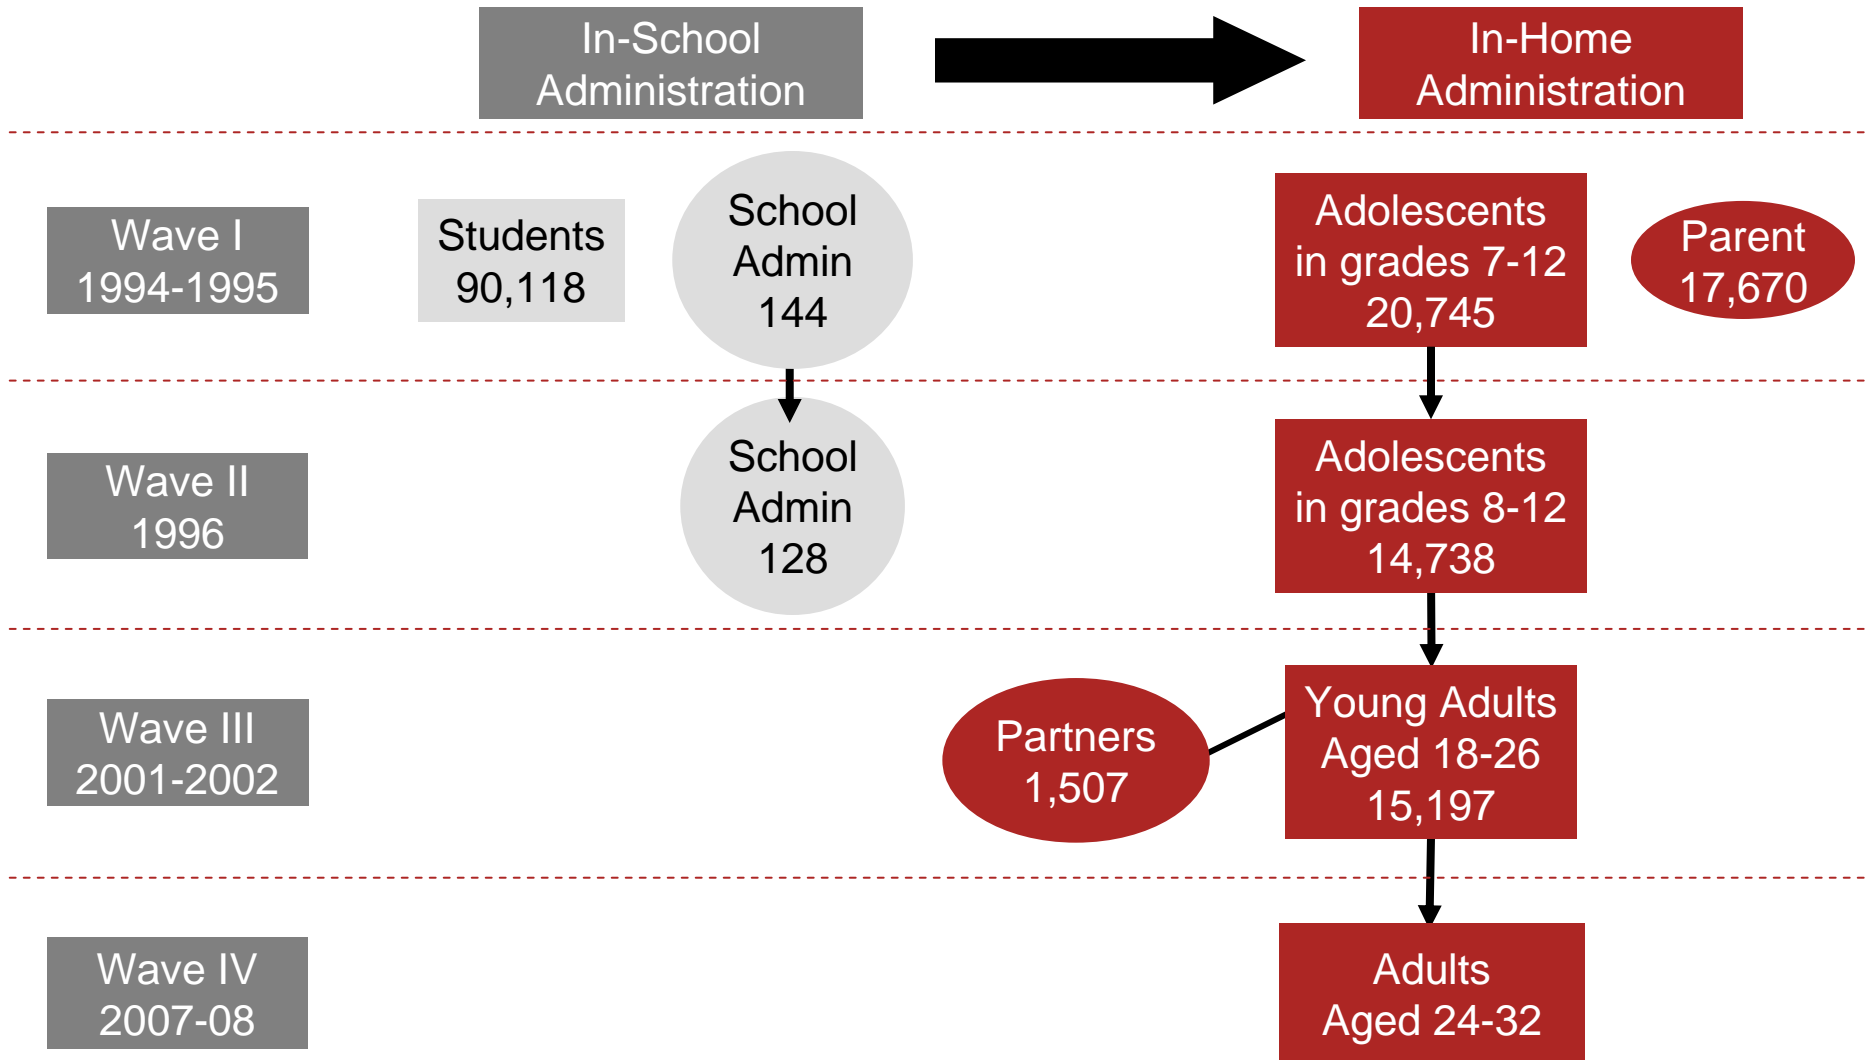 In-School
Administration
In-Home
Administration
Wave I
1994-1995
Students
90,118
School
Admin
144
Adolescents
in grades 7-12
20,745
Parent
17,670
Wave II
1996
School
Admin
128
Adolescents
in grades 8-12
14,738
Wave III
2001-2002
Partners
1,507
Young Adults
Aged 18-26
15,197
Wave IV
2007-08
Adults
Aged 24-32